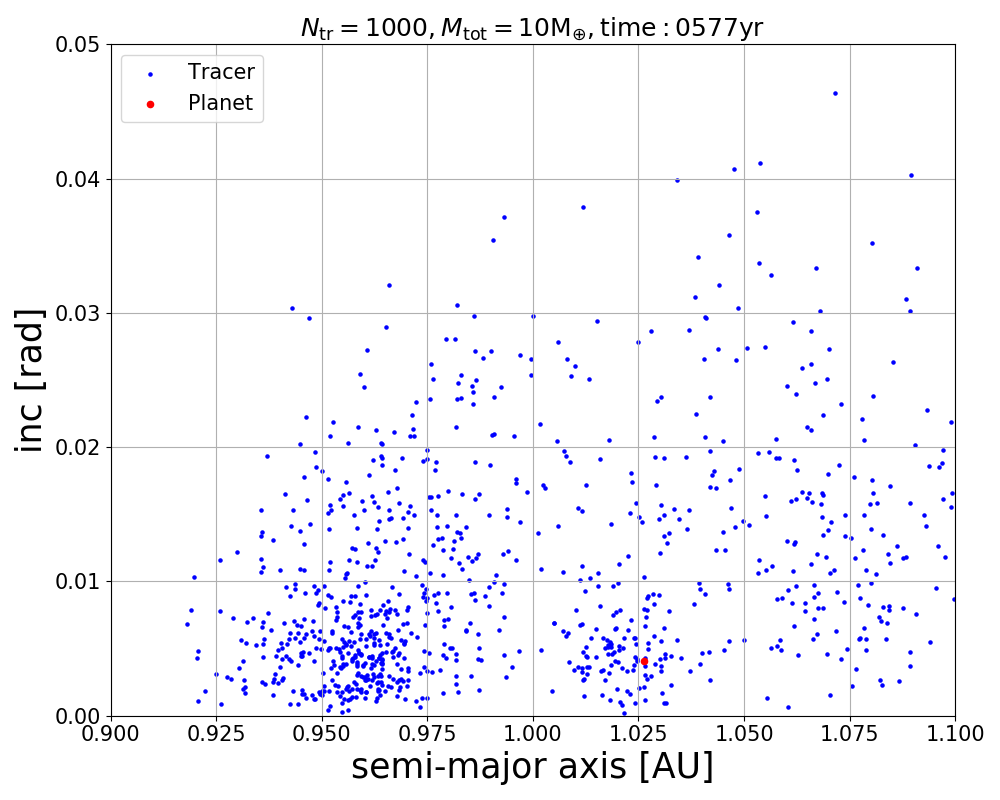 N_tr = 1000, M_tot = 10M_⊕, time : 0577yr
Tracer
Planet
0.05
0.04
0.03
0.02
0.01
0.00
inc [rad]
0.900 0.925 0.950 0.975 1.000 1.025 1.050 1.075 1.100
semi-major axis [AU]